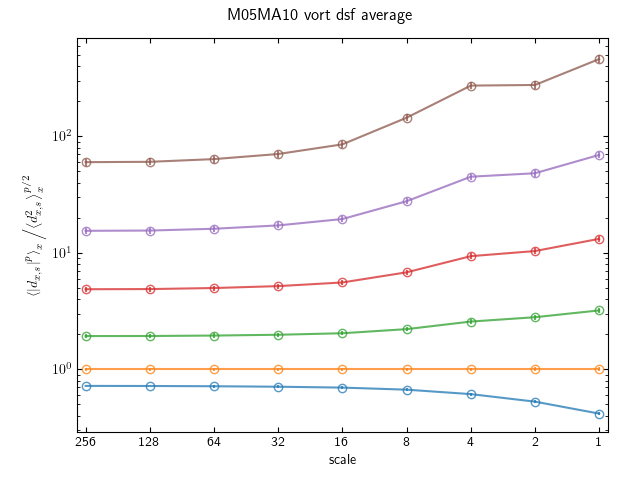 M05MA10 vort dsf average
⟨|d_{x,s}|^p⟩_x / ⟨d²_{x,s}⟩_x^{p/2}
10²
10¹
10⁰
256 128 64 32 16 8 4 2 1
scale